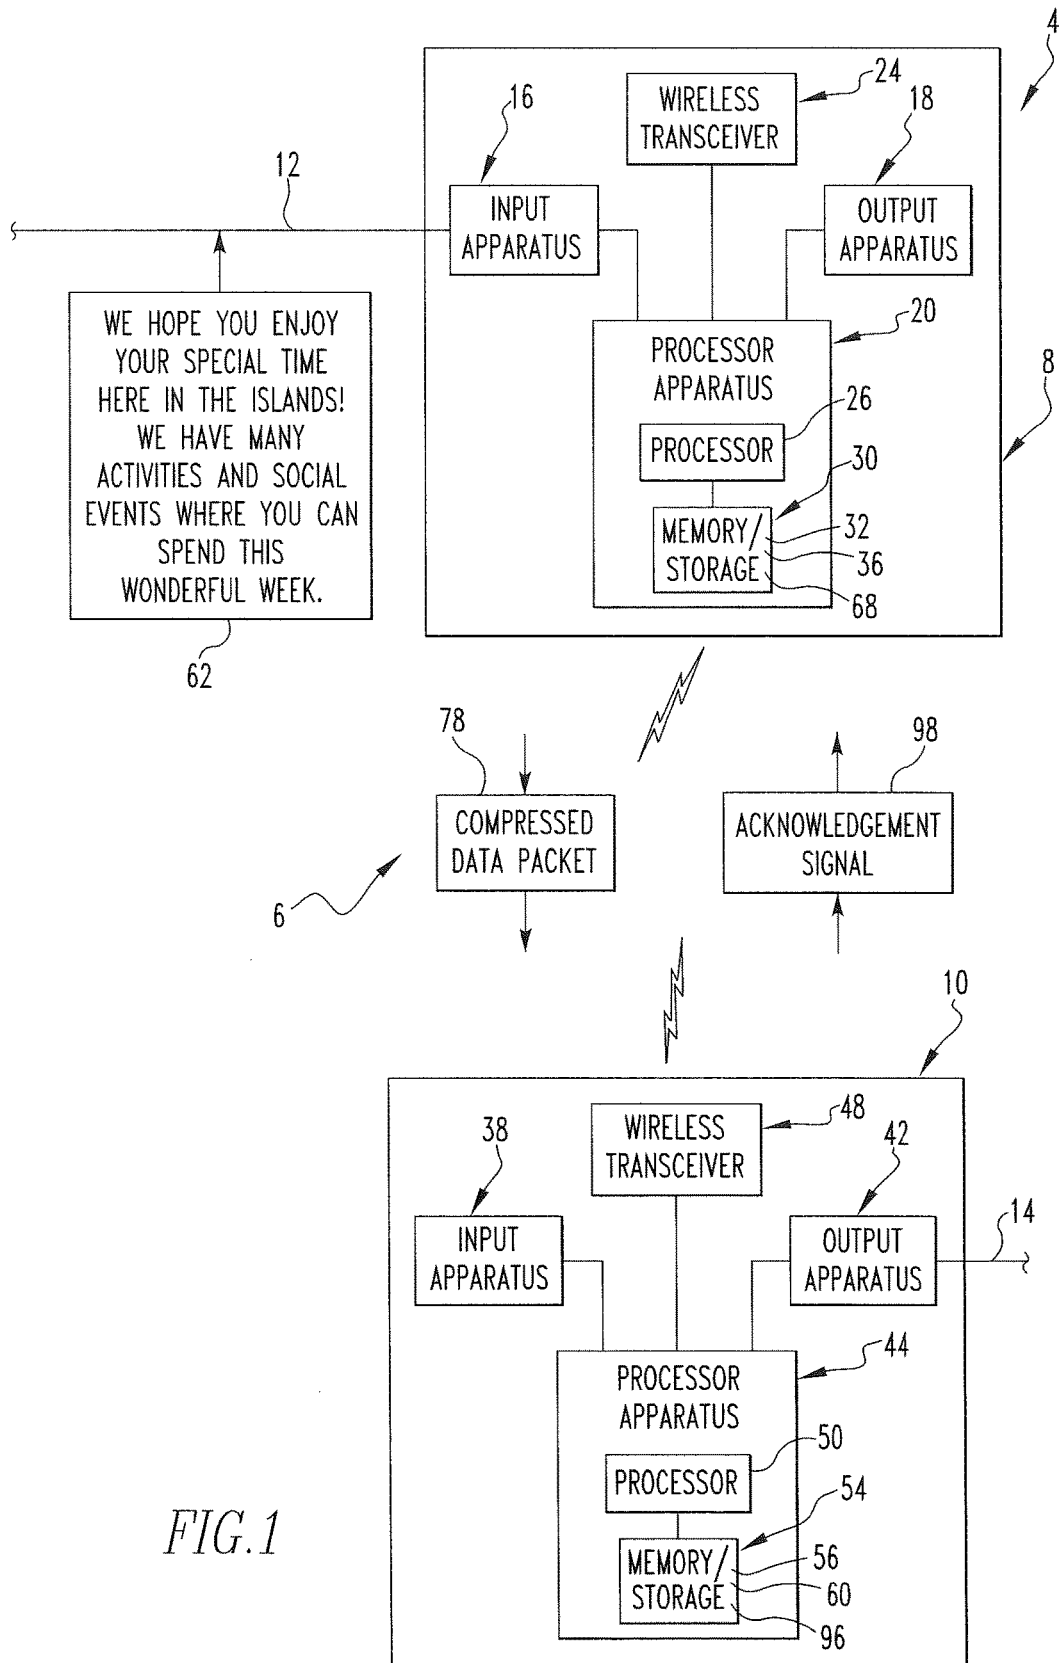 4
24
WIRELESS
TRANSCEIVER
16
18
12
INPUT
APPARATUS
OUTPUT
APPARATUS
WE HOPE YOU ENJOY
YOUR SPECIAL TIME
HERE IN THE ISLANDS!
WE HAVE MANY
ACTIVITIES AND SOCIAL
EVENTS WHERE YOU CAN
SPEND THIS
WONDERFUL WEEK.
62
20
PROCESSOR
APPARATUS
8
26
PROCESSOR
30
MEMORY/
STORAGE
32
36
68
78
98
COMPRESSED
DATA PACKET
ACKNOWLEDGEMENT
SIGNAL
6
10
48
WIRELESS
TRANSCEIVER
38
42
14
INPUT
APPARATUS
OUTPUT
APPARATUS
44
PROCESSOR
APPARATUS
50
PROCESSOR
54
MEMORY/
STORAGE
56
60
96
FIG.1